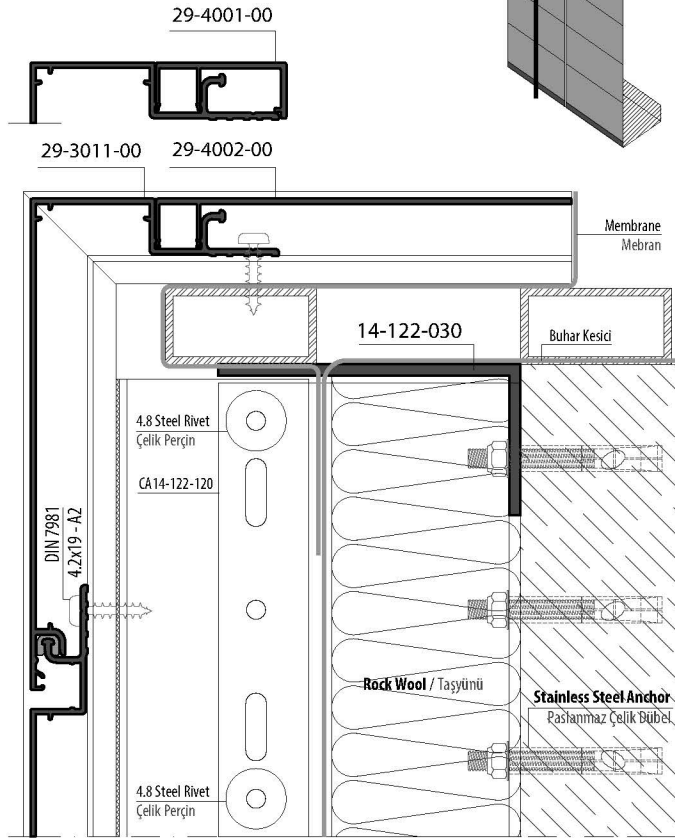 29-4001-00
29-3011-00
29-4002-00
Membrane
Mebran
14-122-030
Buhar Kesici
4.8 Steel Rivet
Çelik Perçin
CA14-122-120
DIN 7981
4.2x19 - A2
Rock Wool / Taşyünü
Stainless Steel Anchor
Paslanmaz Çelik Dübel
4.8 Steel Rivet
Çelik Perçin